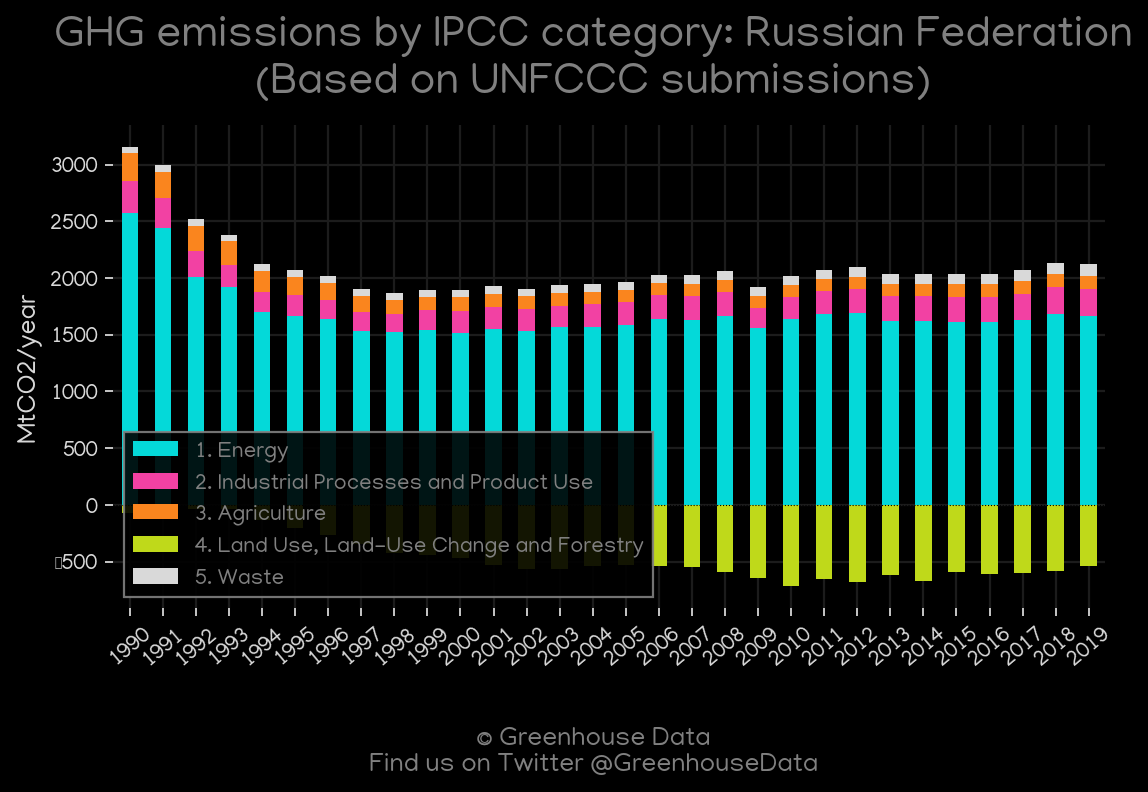 GHG emissions by IPCC category: Russian Federation
(Based on UNFCCC submissions)
MtCO2/year
3000
2500
2000
1500
1000
500
0
▯500
1. Energy
2. Industrial Processes and Product Use
3. Agriculture
4. Land Use, Land-Use Change and Forestry
5. Waste
1990 1991 1992 1993 1994 1995 1996 1997 1998 1999 2000 2001 2002 2003 2004 2005 2006 2007 2008 2009 2010 2011 2012 2013 2014 2015 2016 2017 2018 2019
© Greenhouse Data
Find us on Twitter @GreenhouseData